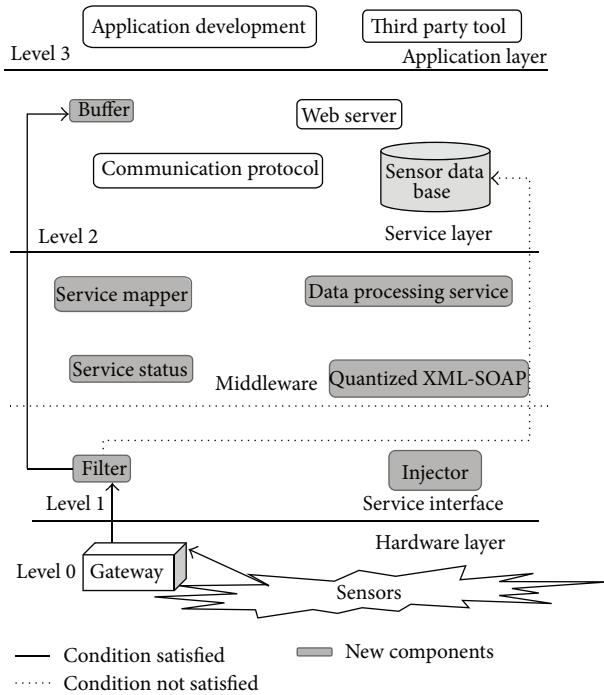 Application development
Third party tool
Level 3
Application layer
Buffer
Web server
Communication protocol
Sensor data
base
Level 2
Service layer
Service mapper
Data processing service
Service status
Middleware
Quantized XML-SOAP
Filter
Injector
Level 1
Service interface
Hardware layer
Level 0
Gateway
Sensors
Condition satisfied
New components
Condition not satisfied